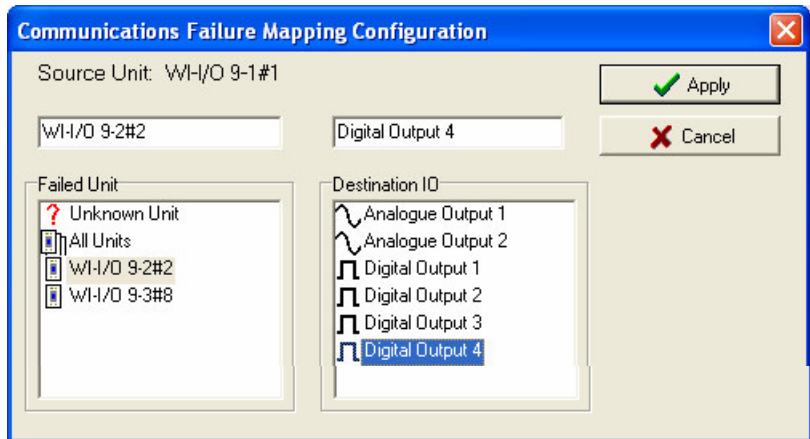 Communications Failure Mapping Configuration
Source Unit: WI-I/O 9-1#1
Apply
WI-I/O 9-2#2
Digital Output 4
Cancel
Failed Unit
? Unknown Unit
All Units
WI-I/O 9-2#2
WI-I/O 9-3#8
Destination IO
Analogue Output 1
Analogue Output 2
Digital Output 1
Digital Output 2
Digital Output 3
Digital Output 4